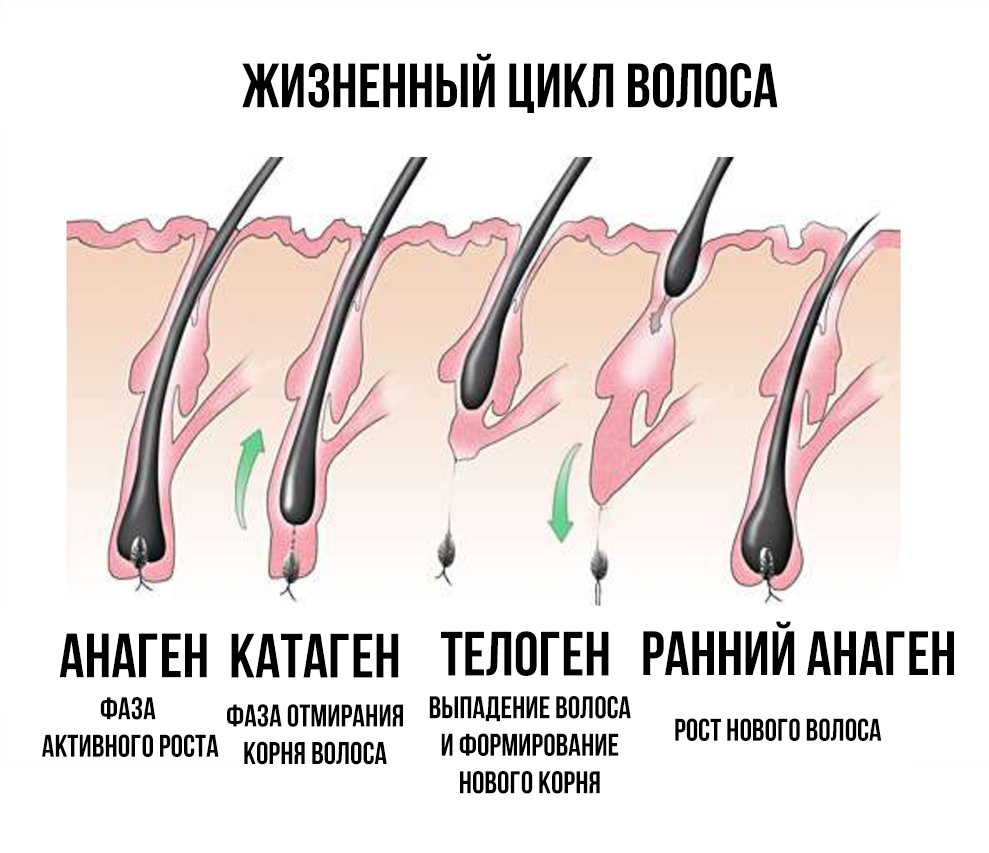 ЖИЗНЕННЫЙ ЦИКЛ ВОЛОСА
АНАГЕН
ФАЗА
АКТИВНОГО РОСТА
КАТАГЕН
ФАЗА ОТМИРАНИЯ
КОРНЯ ВОЛОСА
ТЕЛОГЕН
ВЫПАДЕНИЕ ВОЛОСА
И ФОРМИРОВАНИЕ
НОВОГО КОРНЯ
РАННИЙ АНАГЕН
РОСТ НОВОГО ВОЛОСА